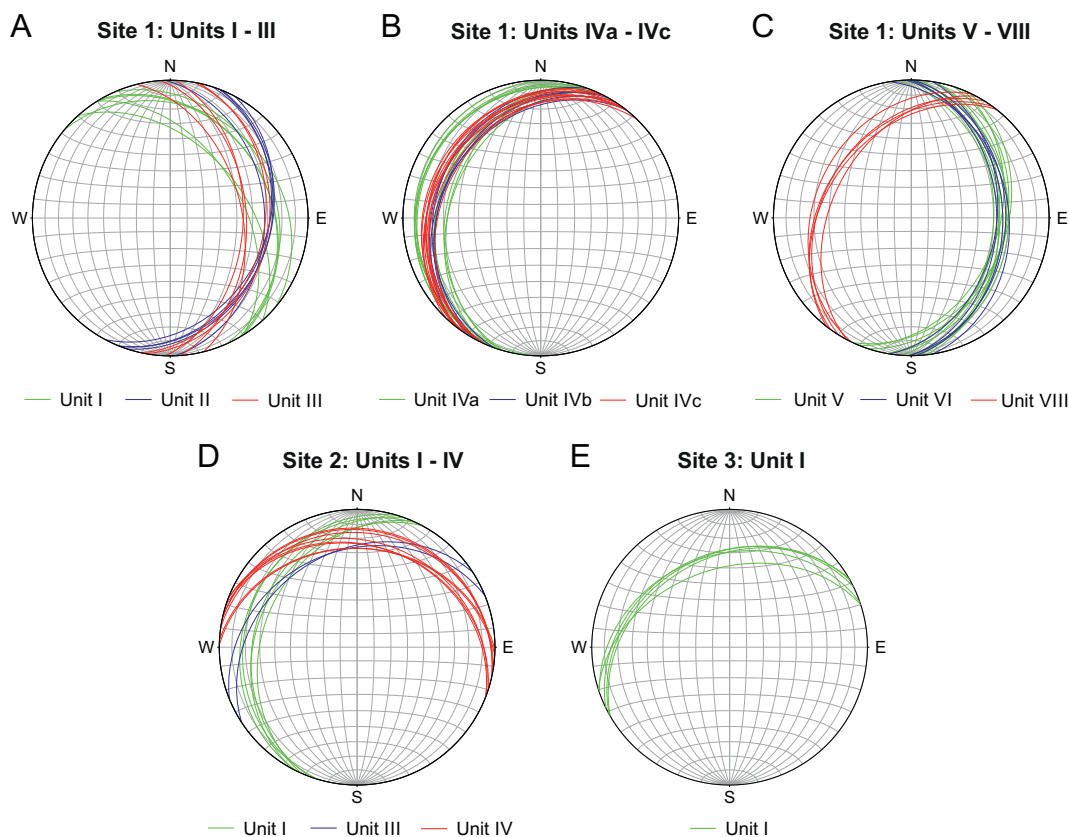 A Site 1: Units I - III
N
W E
S
Unit I Unit II Unit III
B Site 1: Units IVa - IVc
N
W E
S
Unit IVa Unit IVb Unit IVc
C Site 1: Units V - VIII
N
W E
S
Unit V Unit VI Unit VIII
D Site 2: Units I - IV
N
W E
S
Unit I Unit III Unit IV
E Site 3: Unit I
N
W E
S
Unit I